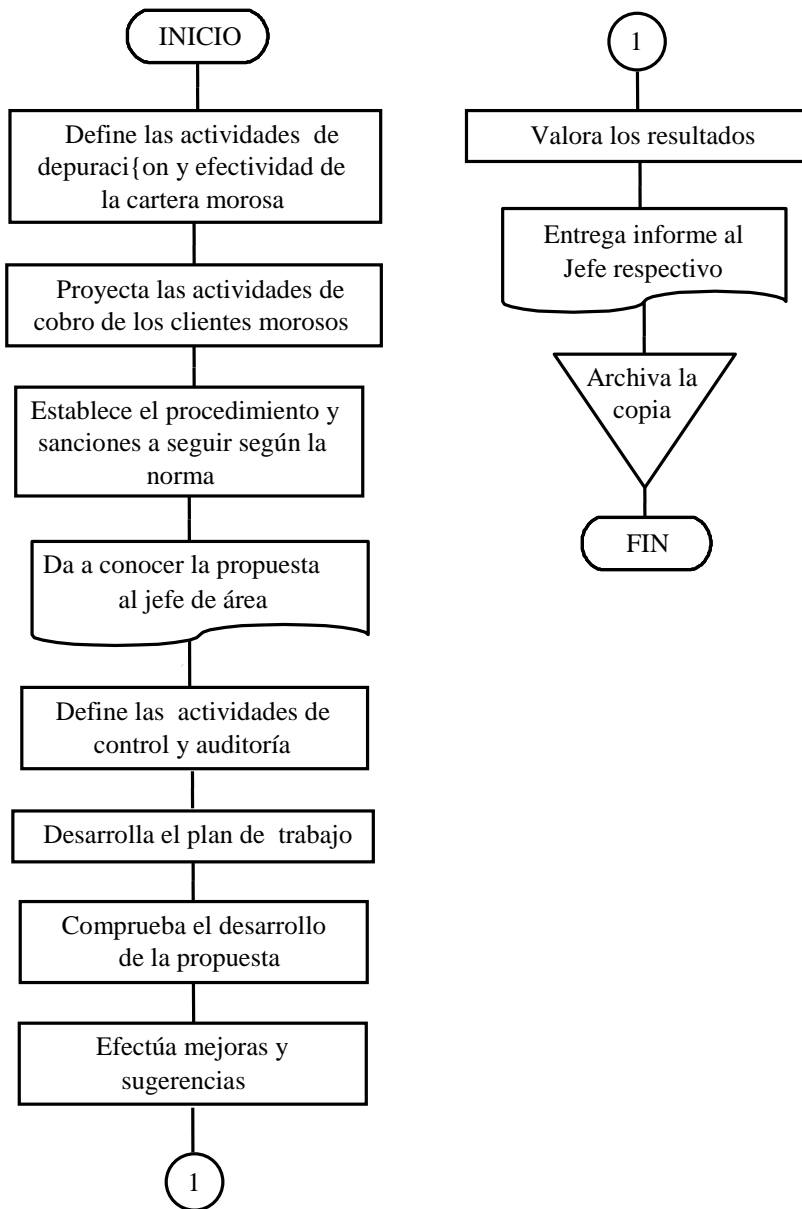 INICIO
Define las actividades de
depuraci{on y efectividad de
la cartera morosa
Proyecta las actividades de
cobro de los clientes morosos
Establece el procedimiento y
sanciones a seguir según la
norma
Da a conocer la propuesta
al jefe de área
Define las actividades de
control y auditoría
Desarrolla el plan de trabajo
Comprueba el desarrollo
de la propuesta
Efectúa mejoras y
sugerencias
1
1
Valora los resultados
Entrega informe al
Jefe respectivo
Archiva la
copia
FIN